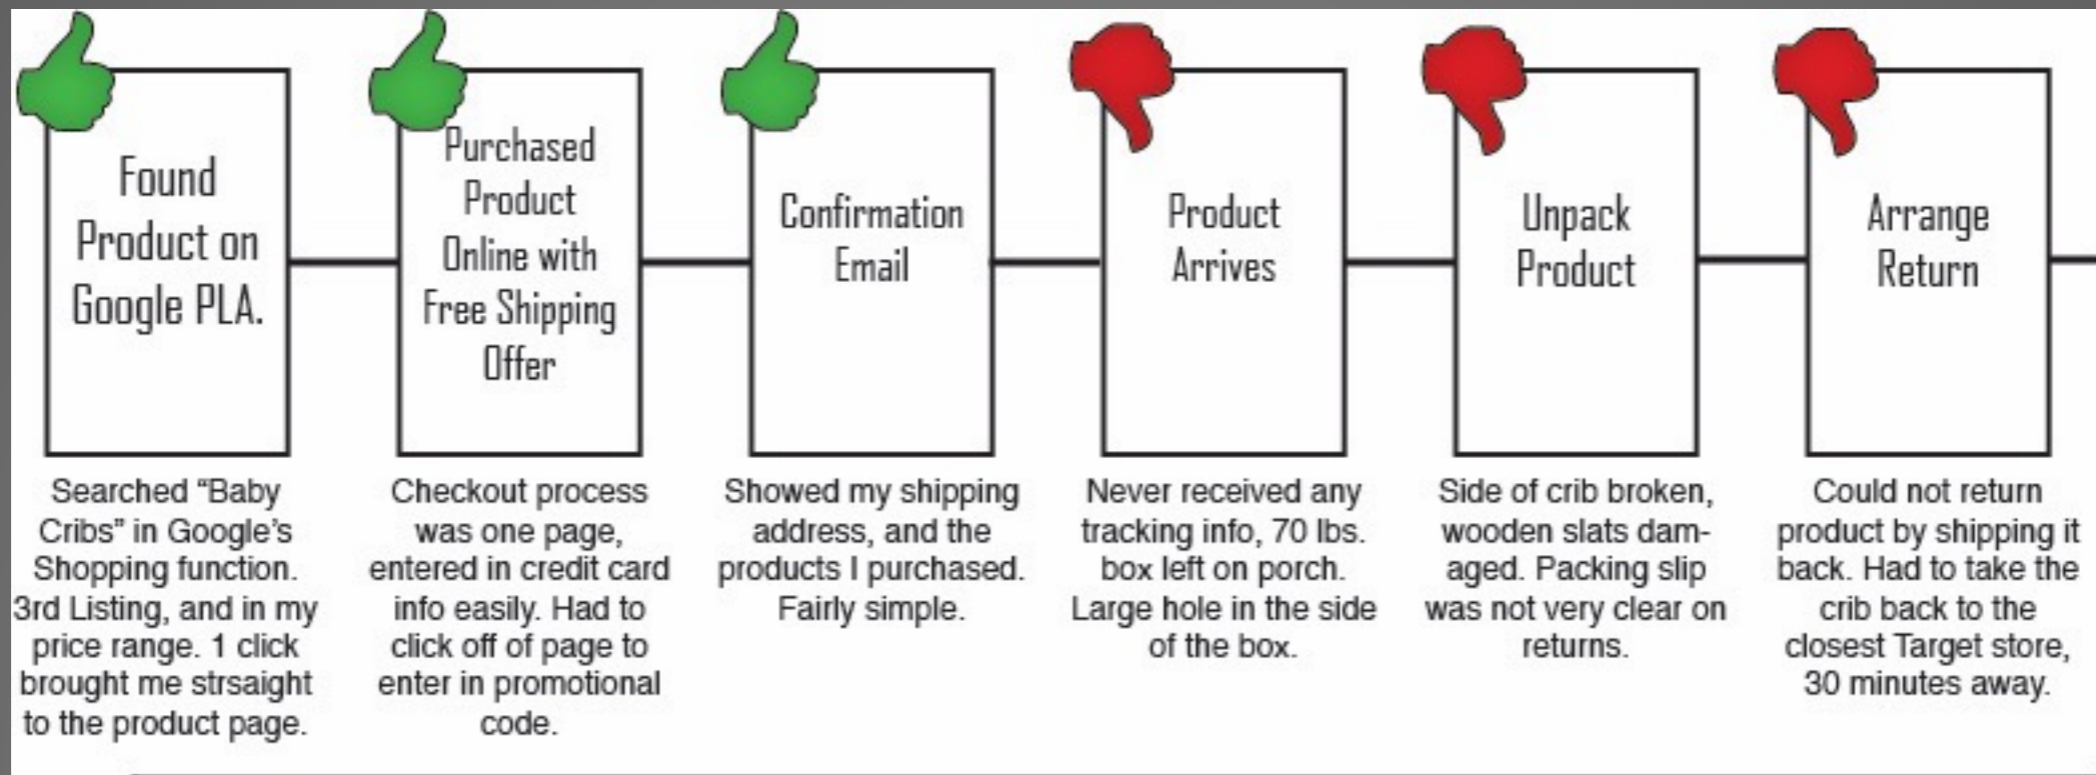 Found
Product on
Google PLA.
Purchased
Product
Online with
Free Shipping
Offer
Confirmation
Email
Product
Arrives
Unpack
Product
Arrange
Return
Searched “Baby
Cribs” in Google’s
Shopping function.
3rd Listing, and in my
price range. 1 click
brought me strsaight
to the product page.
Checkout process
was one page,
entered in credit card
info easily. Had to
click off of page to
enter in promotional
code.
Showed my shipping
address, and the
products I purchased.
Fairly simple.
Never received any
tracking info, 70 lbs.
box left on porch.
Large hole in the side
of the box.
Side of crib broken,
wooden slats dam-
aged. Packing slip
was not very clear on
returns.
Could not return
product by shipping it
back. Had to take the
crib back to the
closest Target store,
30 minutes away.